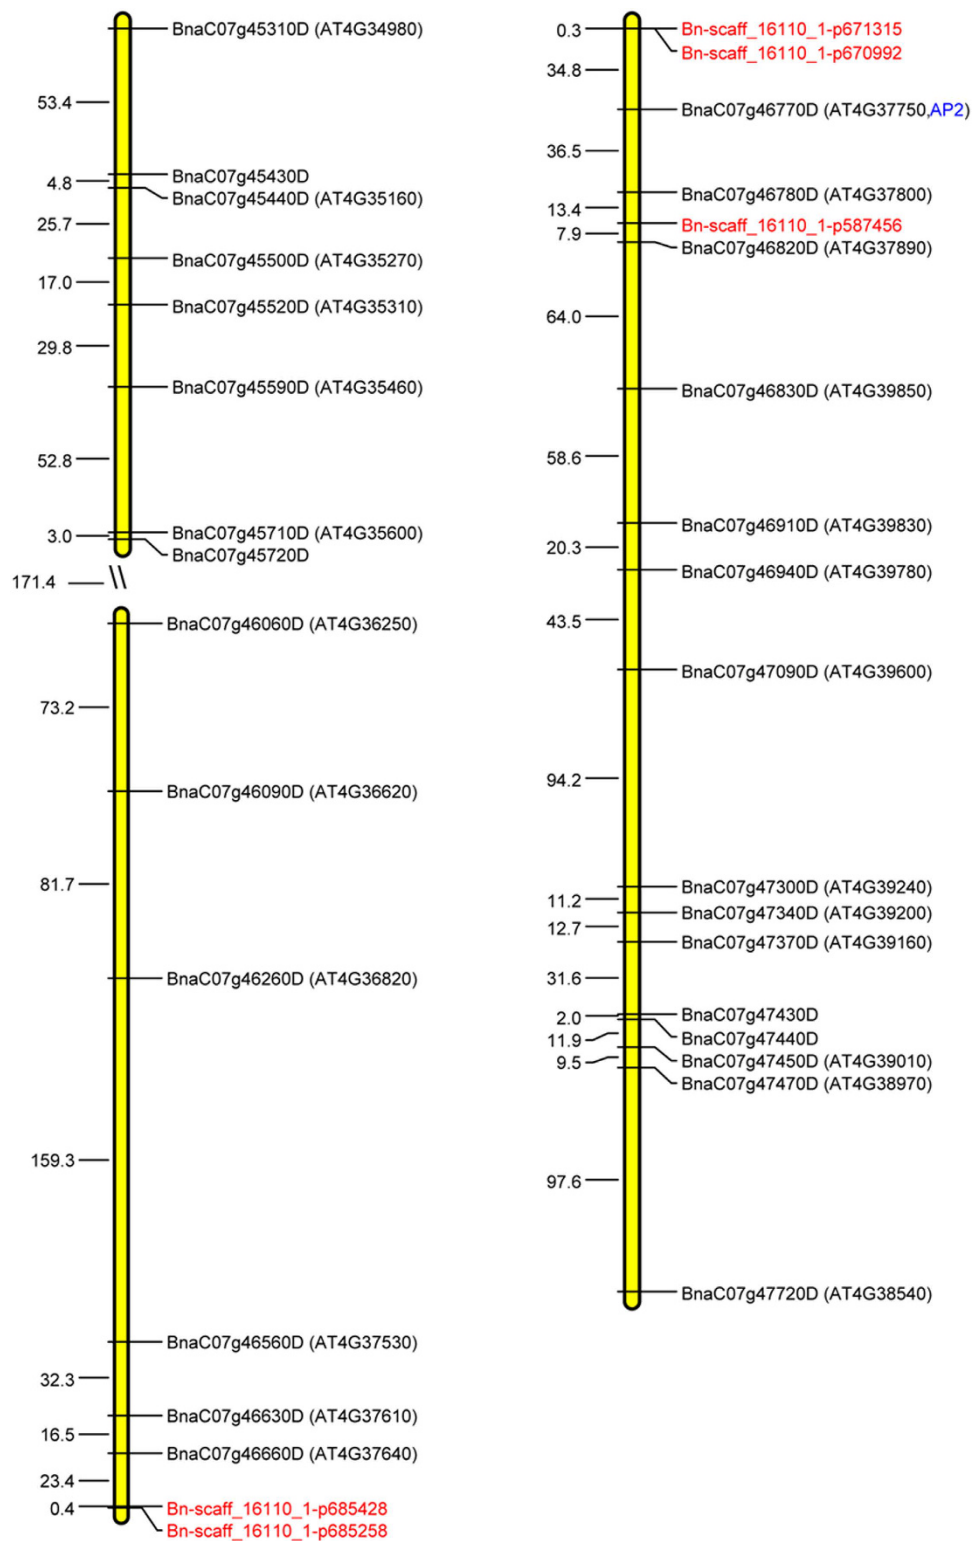 BnaC07g45310D (AT4G34980)
53.4
BnaC07g45430D
4.8
BnaC07g45440D (AT4G35160)
25.7
BnaC07g45500D (AT4G35270)
17.0
BnaC07g45520D (AT4G35310)
29.8
BnaC07g45590D (AT4G35460)
52.8
BnaC07g45710D (AT4G35600)
3.0
BnaC07g45720D
171.4
BnaC07g46060D (AT4G36250)
73.2
BnaC07g46090D (AT4G36620)
81.7
BnaC07g46260D (AT4G36820)
159.3
BnaC07g46560D (AT4G37530)
32.3
BnaC07g46630D (AT4G37610)
16.5
BnaC07g46660D (AT4G37640)
23.4
0.4
Bn-scaff_16110_1-p685428
Bn-scaff_16110_1-p685258
0.3
Bn-scaff_16110_1-p671315
Bn-scaff_16110_1-p670992
34.8
BnaC07g46770D (AT4G37750,AP2)
36.5
BnaC07g46780D (AT4G37800)
13.4
Bn-scaff_16110_1-p587456
7.9
BnaC07g46820D (AT4G37890)
64.0
BnaC07g46830D (AT4G39850)
58.6
BnaC07g46910D (AT4G39830)
20.3
BnaC07g46940D (AT4G39780)
43.5
BnaC07g47090D (AT4G39600)
94.2
BnaC07g47300D (AT4G39240)
11.2
BnaC07g47340D (AT4G39200)
12.7
BnaC07g47370D (AT4G39160)
31.6
BnaC07g47430D
2.0
BnaC07g47440D
11.9
BnaC07g47450D (AT4G39010)
9.5
BnaC07g47470D (AT4G38970)
97.6
BnaC07g47720D (AT4G38540)